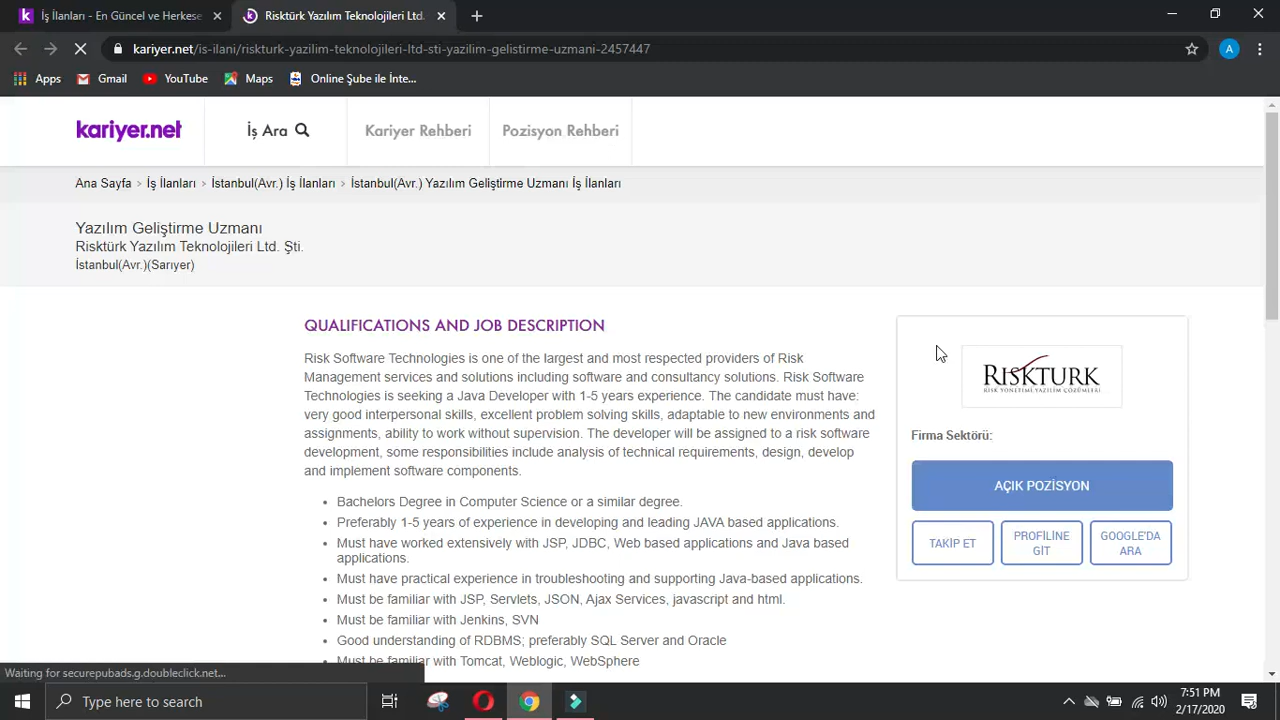 İş İlanları - En Güncel ve Herkese
Risktürk Yazılım Teknolojileri Ltd.
kariyer.net/is-ilani/riskturk-yazilim-teknolojileri-ltd-sti-yazilim-gelistirme-uzmani-2457447
A
Apps
Gmail
YouTube
Maps
Online Şube ile İnte...
kariyer.net
İş Ara
Kariyer Rehberi
Pozisyon Rehberi
Ana Sayfa › İş İlanları › İstanbul(Avr.) İş İlanları › İstanbul(Avr.) Yazılım Geliştirme Uzmanı İş İlanları
Yazılım Geliştirme Uzmanı
Risktürk Yazılım Teknolojileri Ltd. Şti.
İstanbul(Avr.)(Sarıyer)
QUALIFICATIONS AND JOB DESCRIPTION
Risk Software Technologies is one of the largest and most respected providers of Risk
Management services and solutions including software and consultancy solutions. Risk Software
Technologies is seeking a Java Developer with 1-5 years experience. The candidate must have:
very good interpersonal skills, excellent problem solving skills, adaptable to new environments and
assignments, ability to work without supervision. The developer will be assigned to a risk software
development, some responsibilities include analysis of technical requirements, design, develop
and implement software components.
• Bachelors Degree in Computer Science or a similar degree.
• Preferably 1-5 years of experience in developing and leading JAVA based applications.
• Must have worked extensively with JSP, JDBC, Web based applications and Java based
applications.
• Must have practical experience in troubleshooting and supporting Java-based applications.
• Must be familiar with JSP, Servlets, JSON, Ajax Services, javascript and html.
• Must be familiar with Jenkins, SVN
• Good understanding of RDBMS; preferably SQL Server and Oracle
• Must be familiar with Tomcat, Weblogic, WebSphere
RISKTURK
RİSK YÖNETİMİ YAZILIM ÇÖZÜMLERİ
Firma Sektörü:
AÇIK POZİSYON
TAKİP ET
PROFİLİNE
GİT
GOOGLE'DA
ARA
Waiting for securepubads.g.doubleclick.net...
Type here to search
7:51 PM
2/17/2020